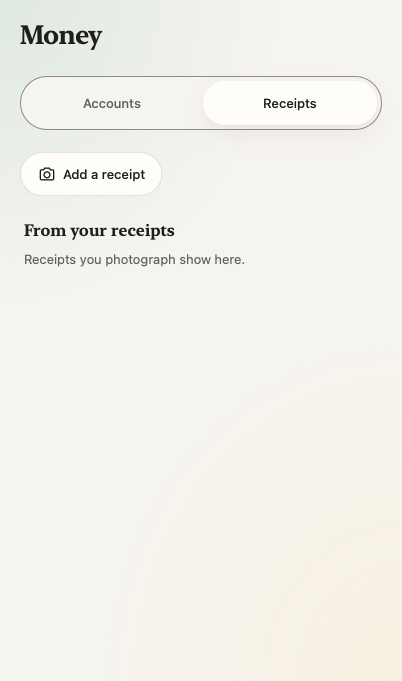 Money
Accounts
Receipts
Add a receipt
From your receipts
Receipts you photograph show here.